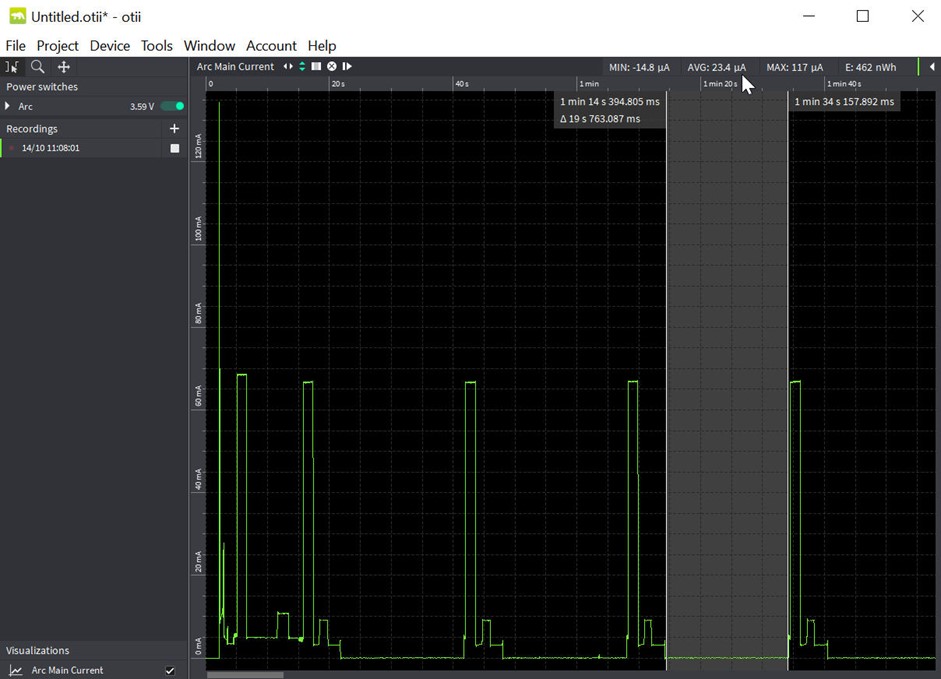 Untitled.otii* - otii
File Project Device Tools Window Account Help
Arc Main Current MIN: -14.8 µA AVG: 23.4 µA MAX: 117 µA E: 462 nWh
Power switches
Arc 3.59 V
Recordings
14/10 11:08:01
0 20 s 40 s 1 min 1 min 20 s 1 min 40 s
1 min 14 s 394.805 ms
Δ 19 s 763.087 ms
1 min 34 s 157.892 ms
120 mA
100 mA
80 mA
60 mA
40 mA
20 mA
0 mA
Visualizations
Arc Main Current